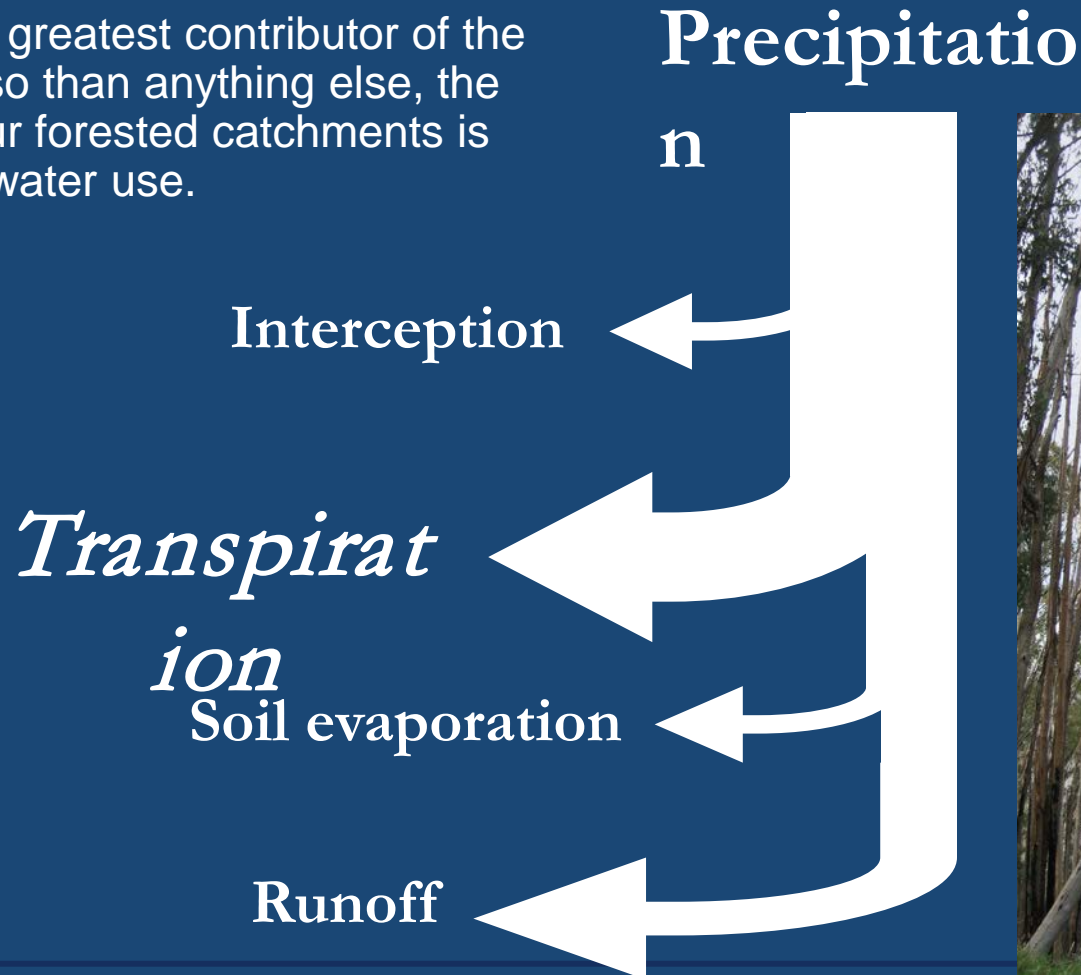 greatest contributor of the
so than anything else, the
ur forested catchments is
water use.
Precipitatio
n
Interception
Transpirat
ion
Soil evaporation
Runoff